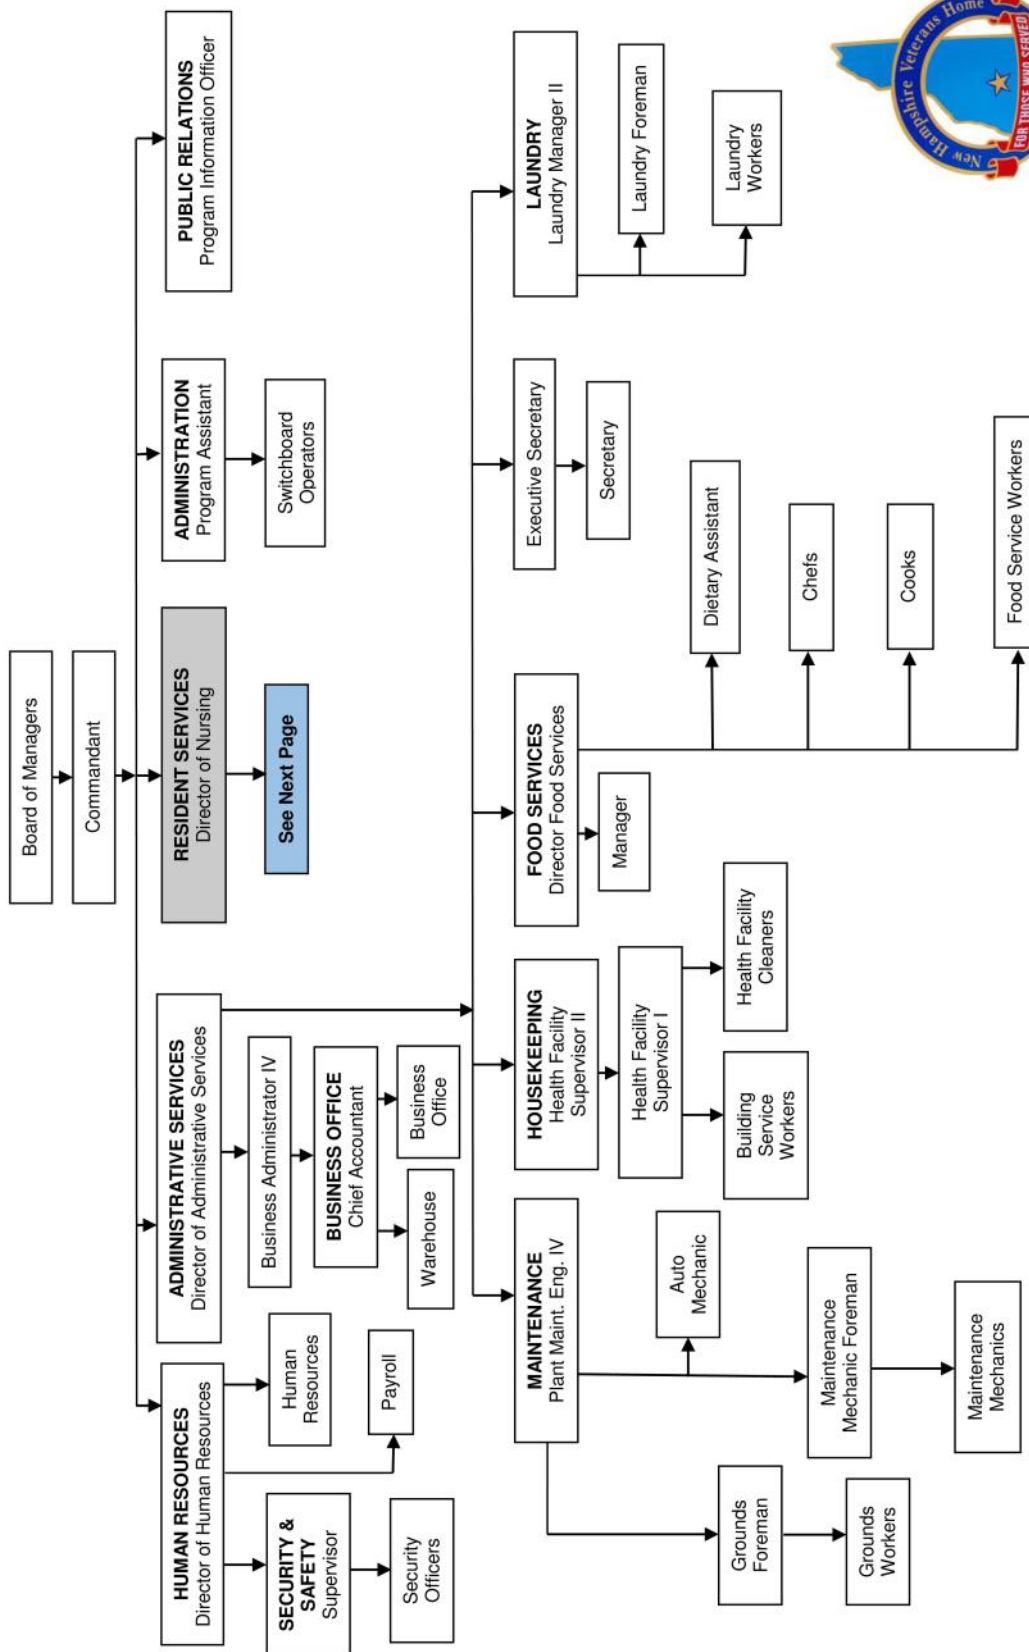 Board of Managers
Commandant
HUMAN RESOURCES
Director of Human Resources
ADMINISTRATIVE SERVICES
Director of Administrative Services
RESIDENT SERVICES
Director of Nursing
ADMINISTRATION
Program Assistant
PUBLIC RELATIONS
Program Information Officer
SECURITY &
SAFETY
Supervisor
Security
Officers
Payroll
Human
Resources
Business Administrator IV
BUSINESS OFFICE
Chief Accountant
Warehouse
Business
Office
See Next Page
Switchboard
Operators
MAINTENANCE
Plant Maint. Eng. IV
Grounds
Foreman
Grounds
Workers
Auto
Mechanic
Maintenance
Mechanic Foreman
Maintenance
Mechanics
HOUSEKEEPING
Health Facility
Supervisor II
Health Facility
Supervisor I
Building
Service
Workers
Health Facility
Cleaners
FOOD SERVICES
Director Food Services
Manager
Dietary Assistant
Chefs
Cooks
Food Service Workers
Executive Secretary
Secretary
LAUNDRY
Laundry Manager II
Laundry Foreman
Laundry
Workers
New Hampshire Veterans Home
FOR THOSE WHO SERVED